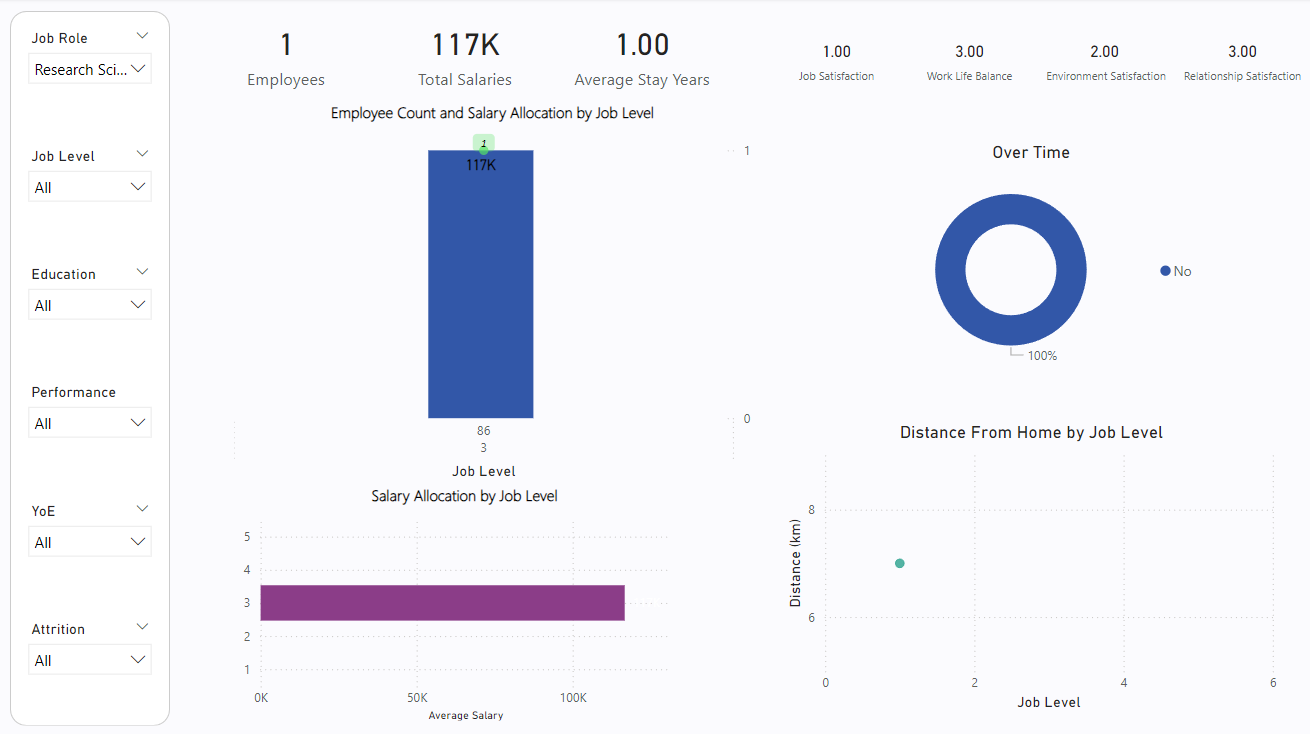 Job Role
Research Sci...
Job Level
All
Education
All
Performance
All
YoE
All
Attrition
All
1
Employees
117K
Total Salaries
1.00
Average Stay Years
1.00
Job Satisfaction
3.00
Work Life Balance
2.00
Environment Satisfaction
3.00
Relationship Satisfaction
Employee Count and Salary Allocation by Job Level
1
117K
1
0
86
3
Job Level
Over Time
No
100%
Salary Allocation by Job Level
5
4
3
2
1
0K 50K 100K
Average Salary
Distance From Home by Job Level
Distance (km)
8
6
0 2 4 6
Job Level